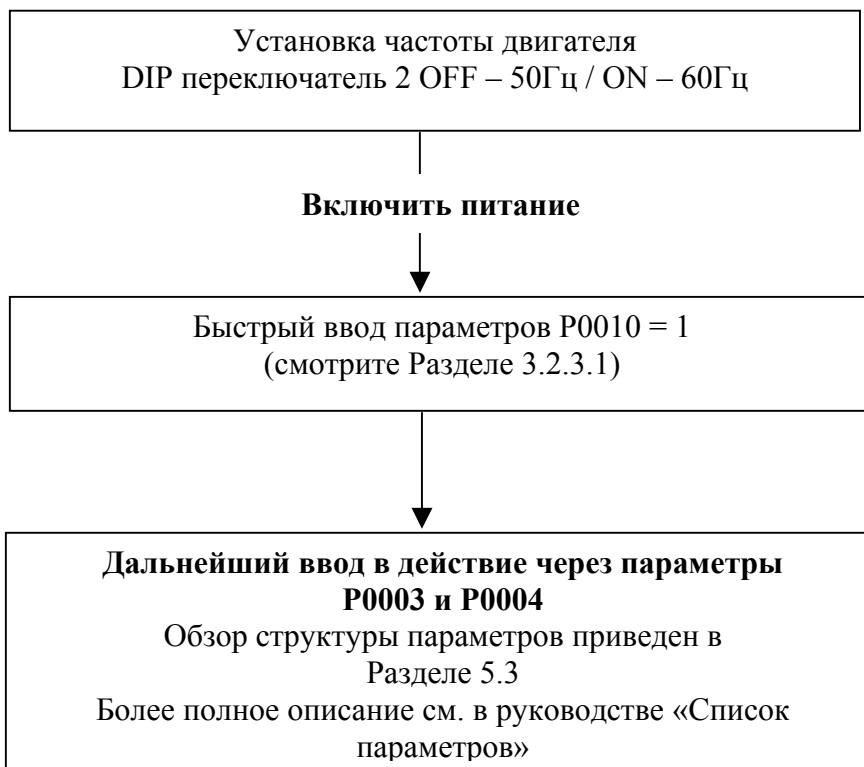 Установка частоты двигателя
DIP переключатель 2 OFF – 50Гц / ON – 60Гц
Включить питание
Быстрый ввод параметров P0010 = 1
(смотрите Разделе 3.2.3.1)
Дальнейший ввод в действие через параметры
P0003 и P0004
Обзор структуры параметров приведен в
Разделе 5.3
Более полное описание см. в руководстве «Список
параметров»